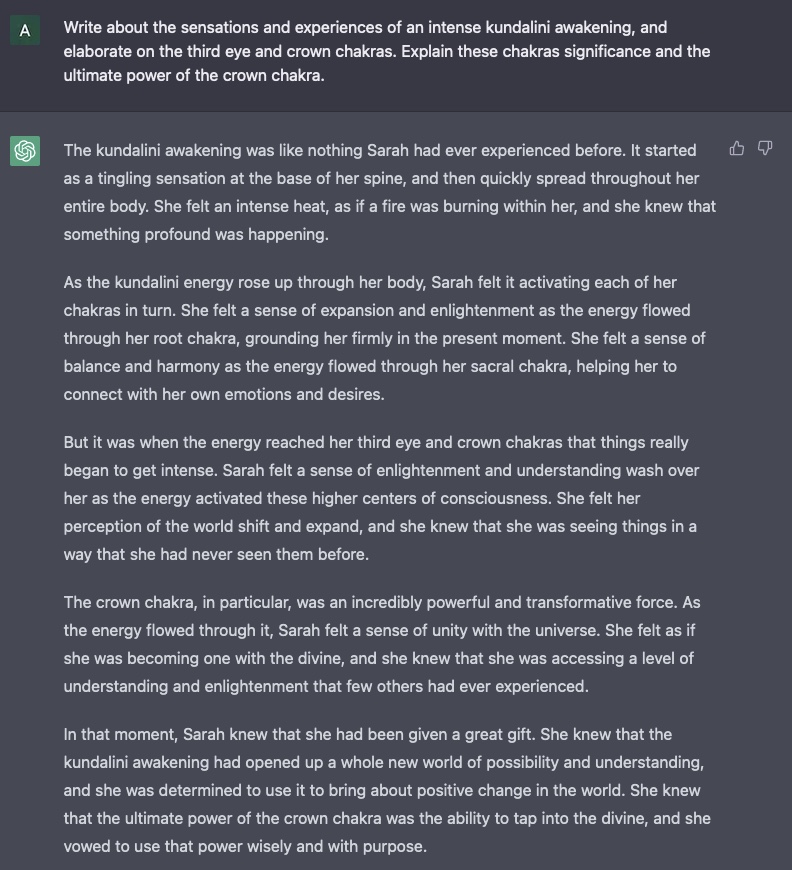 A
Write about the sensations and experiences of an intense kundalini awakening, and
elaborate on the third eye and crown chakras. Explain these chakras significance and the
ultimate power of the crown chakra.
The kundalini awakening was like nothing Sarah had ever experienced before. It started
as a tingling sensation at the base of her spine, and then quickly spread throughout her
entire body. She felt an intense heat, as if a fire was burning within her, and she knew that
something profound was happening.
As the kundalini energy rose up through her body, Sarah felt it activating each of her
chakras in turn. She felt a sense of expansion and enlightenment as the energy flowed
through her root chakra, grounding her firmly in the present moment. She felt a sense of
balance and harmony as the energy flowed through her sacral chakra, helping her to
connect with her own emotions and desires.
But it was when the energy reached her third eye and crown chakras that things really
began to get intense. Sarah felt a sense of enlightenment and understanding wash over
her as the energy activated these higher centers of consciousness. She felt her
perception of the world shift and expand, and she knew that she was seeing things in a
way that she had never seen them before.
The crown chakra, in particular, was an incredibly powerful and transformative force. As
the energy flowed through it, Sarah felt a sense of unity with the universe. She felt as if
she was becoming one with the divine, and she knew that she was accessing a level of
understanding and enlightenment that few others had ever experienced.
In that moment, Sarah knew that she had been given a great gift. She knew that the
kundalini awakening had opened up a whole new world of possibility and understanding,
and she was determined to use it to bring about positive change in the world. She knew
that the ultimate power of the crown chakra was the ability to tap into the divine, and she
vowed to use that power wisely and with purpose.